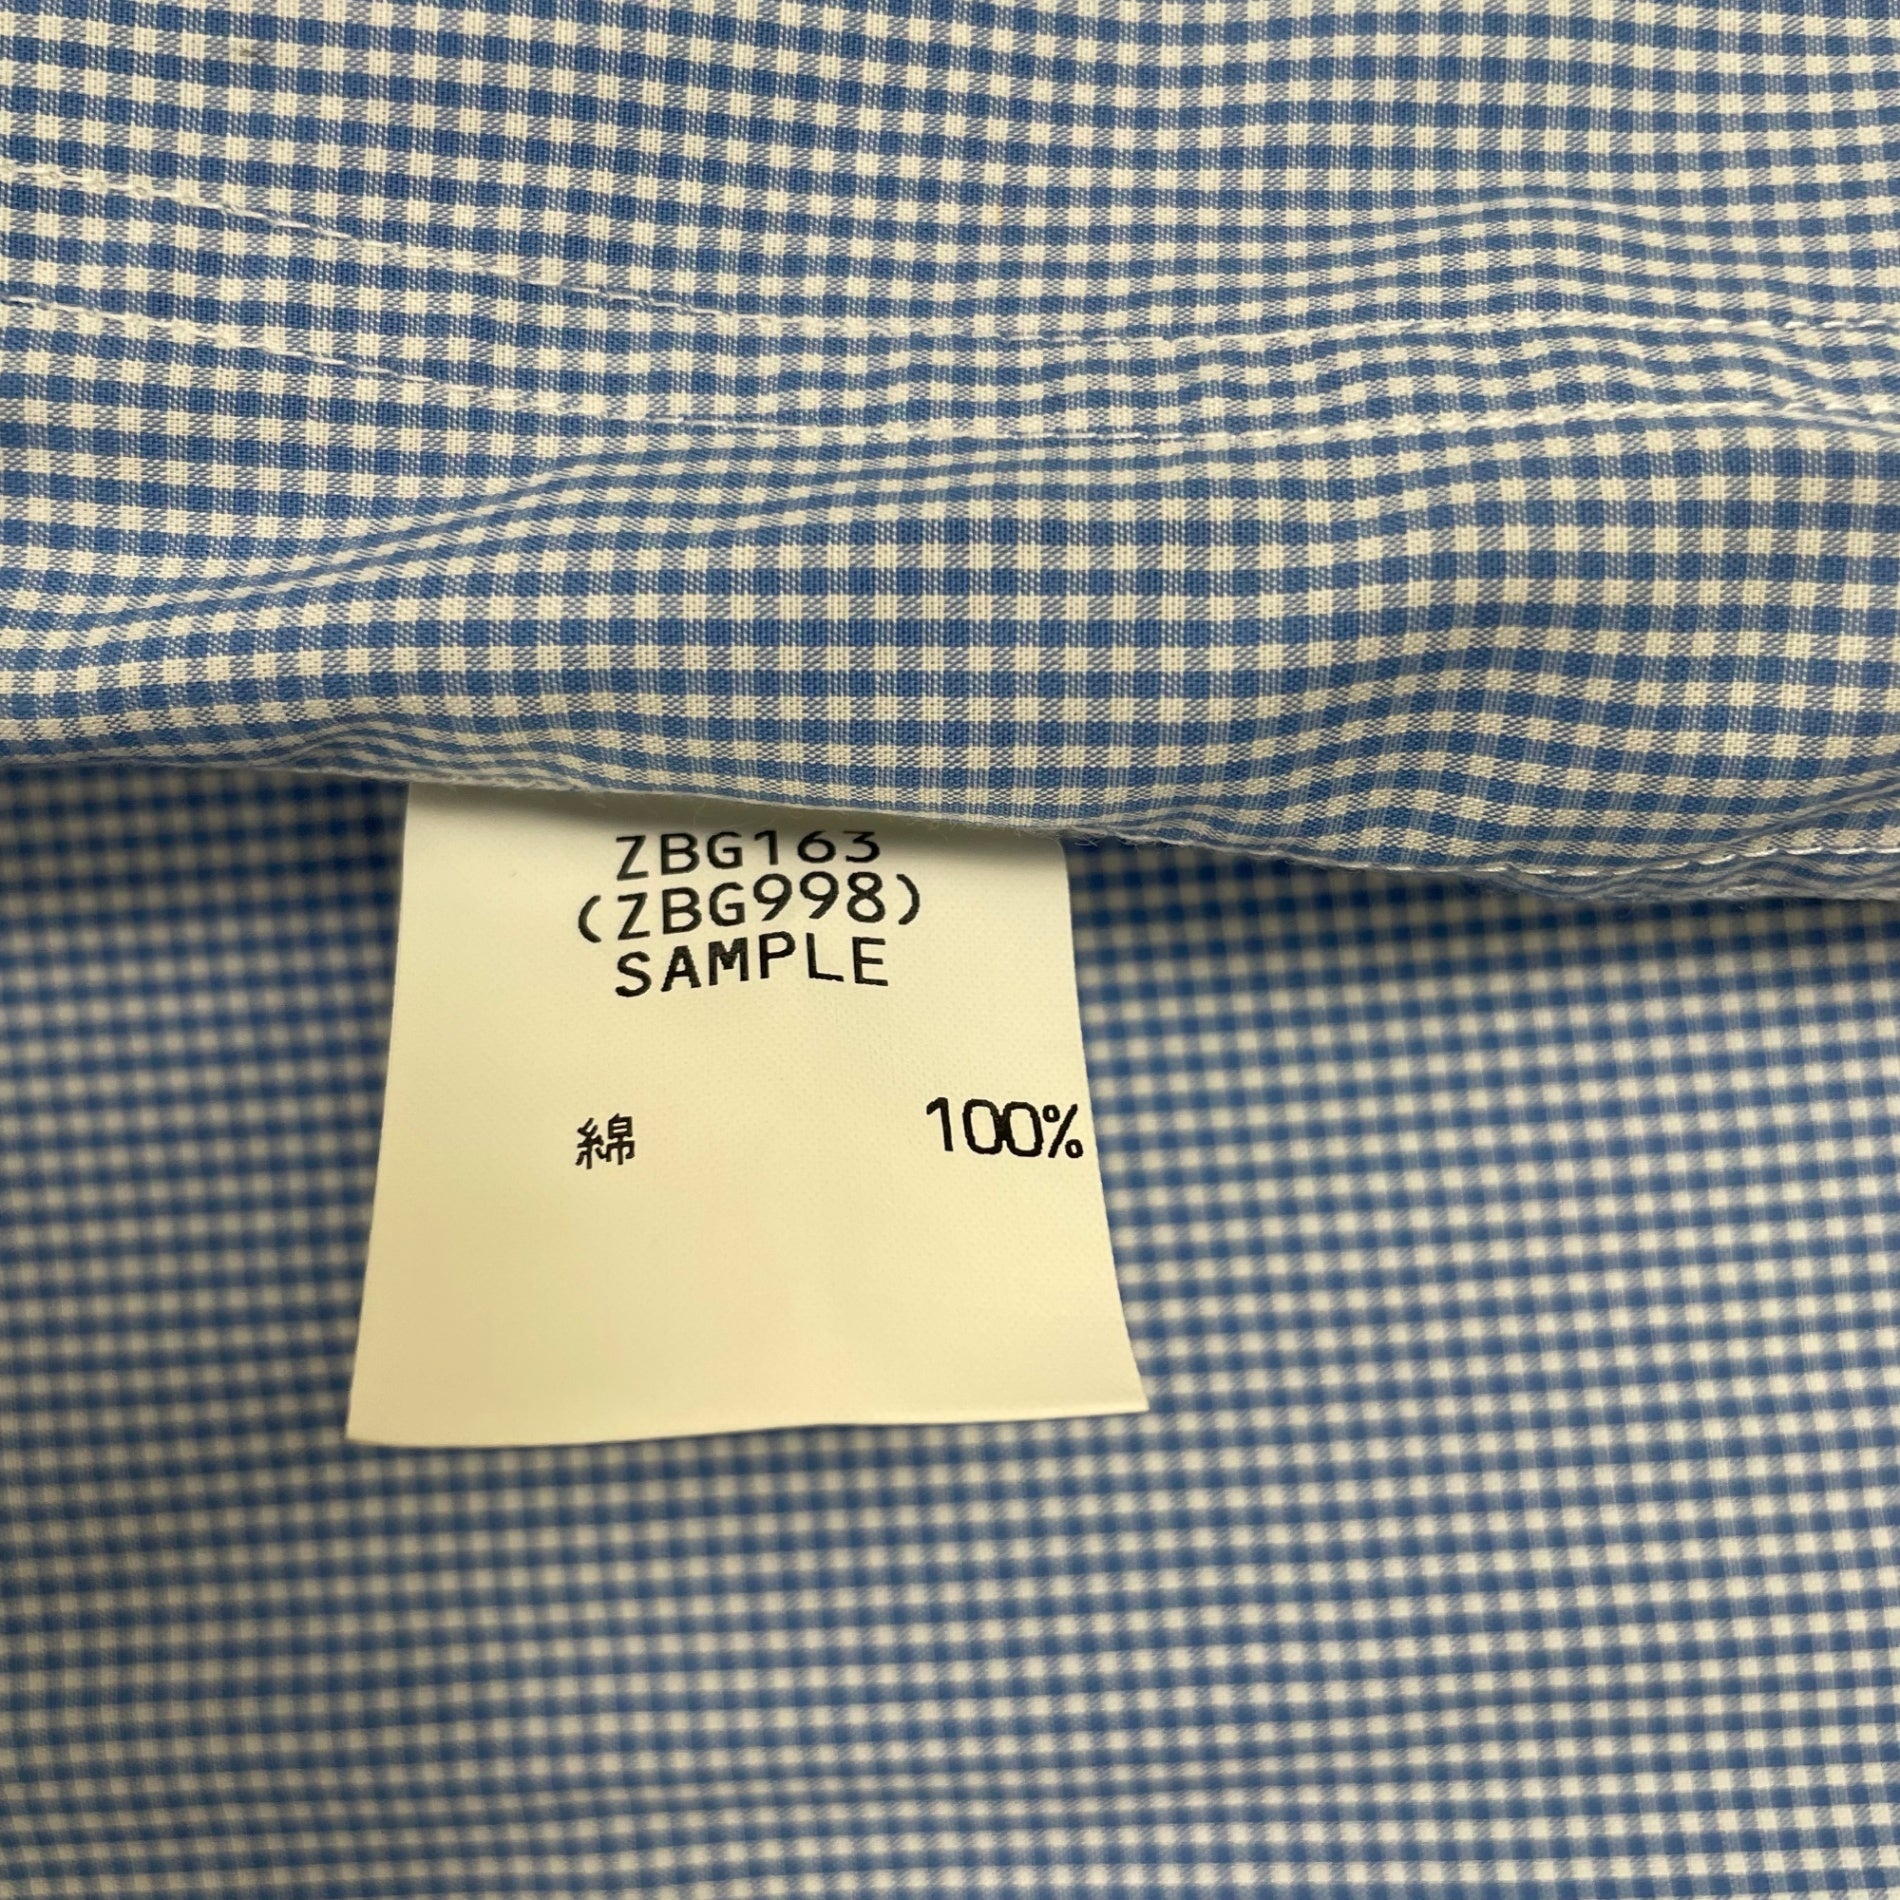 ZBG163
(ZBG998)
SAMPLE
綿 100%